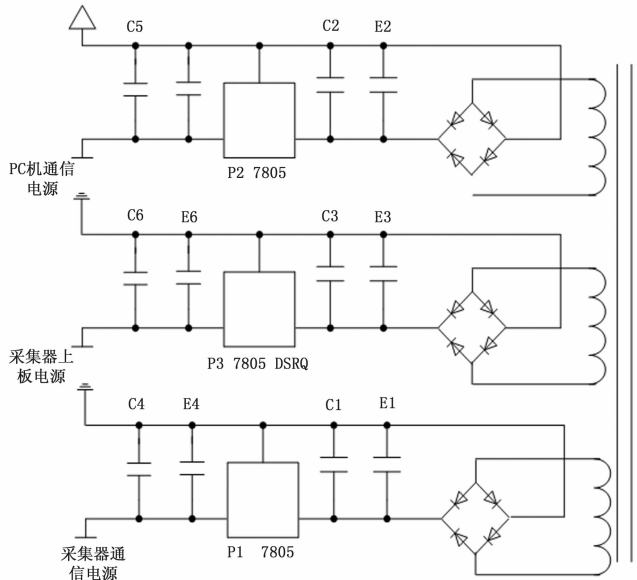 C5 C2 E2
P2 7805
PC机通信
电源
C6 E6 C3 E3
P3 7805 DSRQ
采集器上
板电源
C4 E4 C1 E1
P1 7805
采集器通
信电源